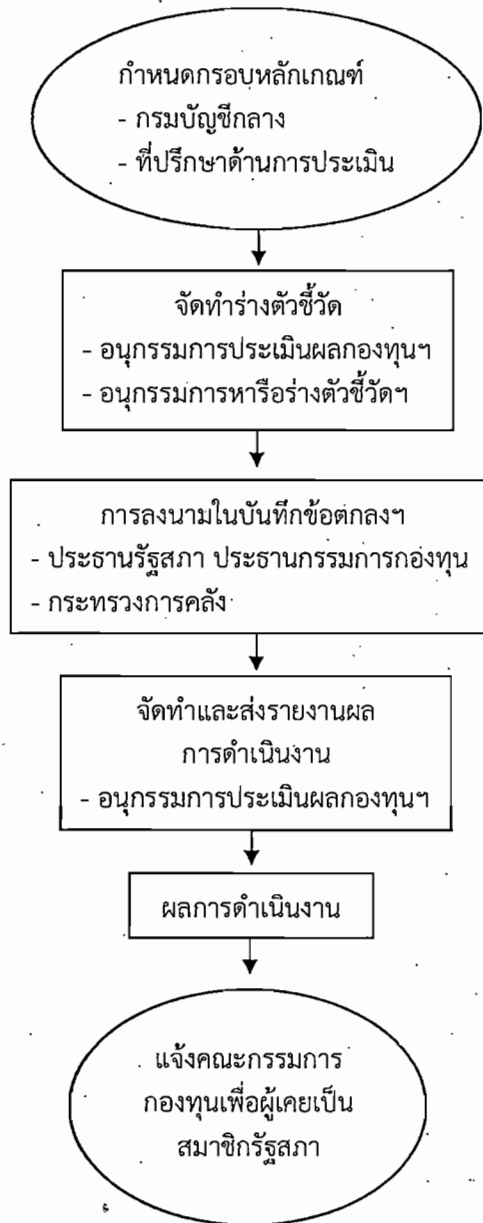 กำหนดกรอบหลักเกณฑ์
- กรมบัญชีกลาง
- ที่ปรึกษาด้านการประเมิน
จัดทำร่างตัวชี้วัด
- อนุกรรมการประเมินผลกองทุนฯ
- อนุกรรมการหารือร่างตัวชี้วัดฯ
การลงนามในบันทึกข้อตกลงฯ
- ประธานรัฐสภา ประธานกรรมการกองทุน
- กระทรวงการคลัง
จัดทำและส่งรายงานผล
การดำเนินงาน
- อนุกรรมการประเมินผลกองทุนฯ
ผลการดำเนินงาน
แจ้งคณะกรรมการ
กองทุนเพื่อผู้เคยเป็น
สมาชิกรัฐสภา